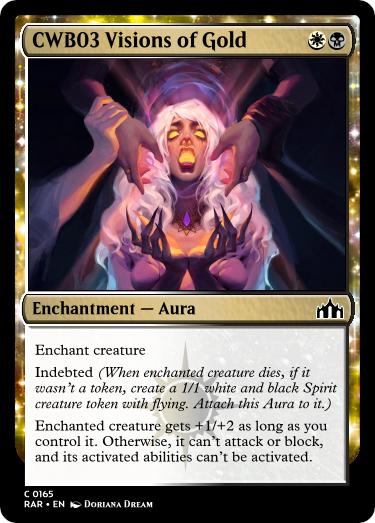 CWB03 Visions of Gold
Enchantment — Aura
Enchant creature
Indebted (When enchanted creature dies, if it
wasn't a token, create a 1/1 white and black Spirit
creature token with flying. Attach this Aura to it.)
Enchanted creature gets +1/+2 as long as you
control it. Otherwise, it can't attack or block,
and its activated abilities can't be activated.
C 0165
RAR • EN Doriana Dream